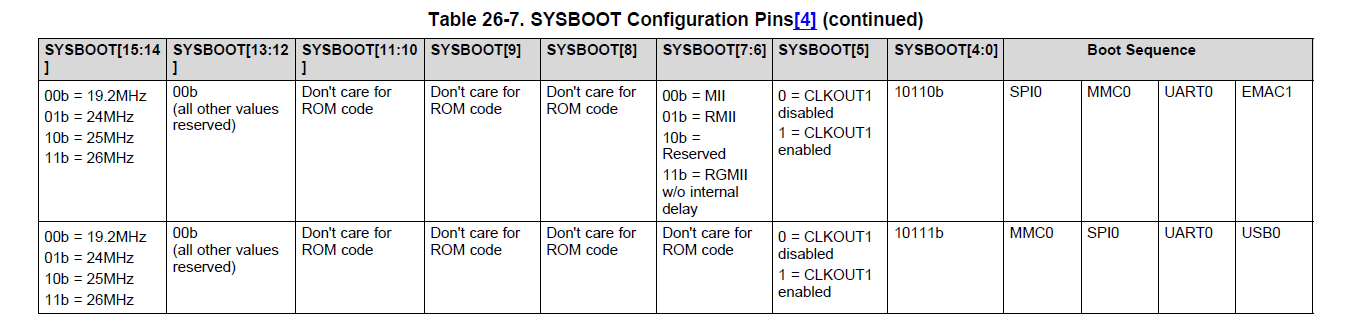 Table 26-7. SYSBOOT Configuration Pins[4] (continued)
SYSBOOT[15:14
]
SYSBOOT[13:12
]
SYSBOOT[11:10
]
SYSBOOT[9]
SYSBOOT[8]
SYSBOOT[7:6]
SYSBOOT[5]
SYSBOOT[4:0]
Boot Sequence
00b = 19.2MHz
01b = 24MHz
10b = 25MHz
11b = 26MHz
00b
(all other values
reserved)
Don't care for
ROM code
Don't care for
ROM code
Don't care for
ROM code
00b = MII
01b = RMII
10b =
Reserved
11b = RGMII
w/o internal
delay
0 = CLKOUT1
disabled
1 = CLKOUT1
enabled
10110b
SPI0
MMC0
UART0
EMAC1
00b = 19.2MHz
01b = 24MHz
10b = 25MHz
11b = 26MHz
00b
(all other values
reserved)
Don't care for
ROM code
Don't care for
ROM code
Don't care for
ROM code
Don't care for
ROM code
0 = CLKOUT1
disabled
1 = CLKOUT1
enabled
10111b
MMC0
SPI0
UART0
USB0